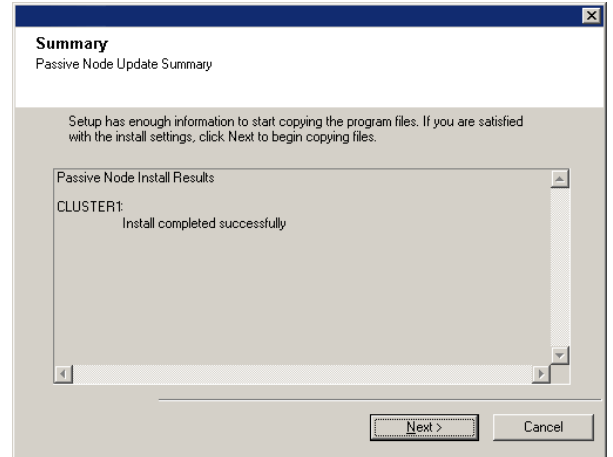 Summary
Passive Node Update Summary
Setup has enough information to start copying the program files. If you are satisfied
with the install settings, click Next to begin copying files.
Passive Node Install Results
CLUSTER1:
Install completed successfully
Next >
Cancel